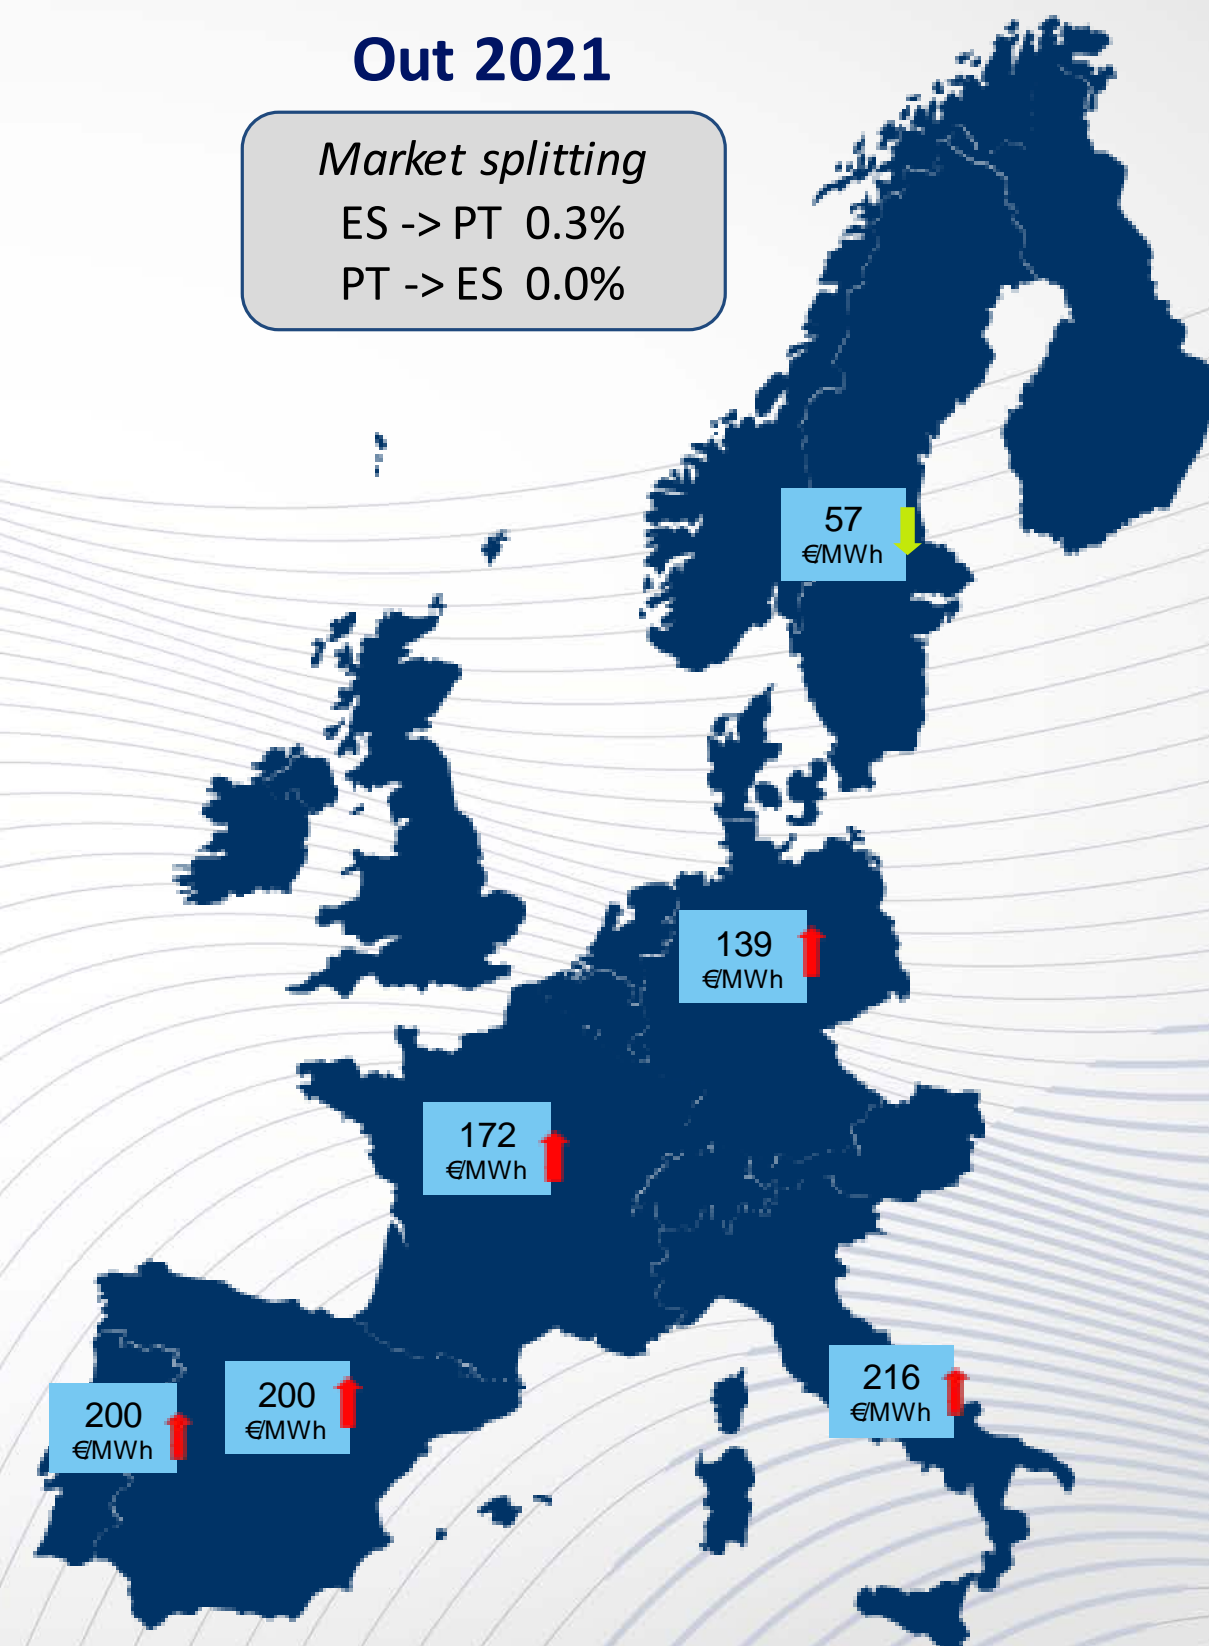 Out 2021
Market splitting
ES -> PT 0.3%
PT -> ES 0.0%
57
€/MWh
139
€/MWh
172
€/MWh
200
€/MWh
200
€/MWh
216
€/MWh